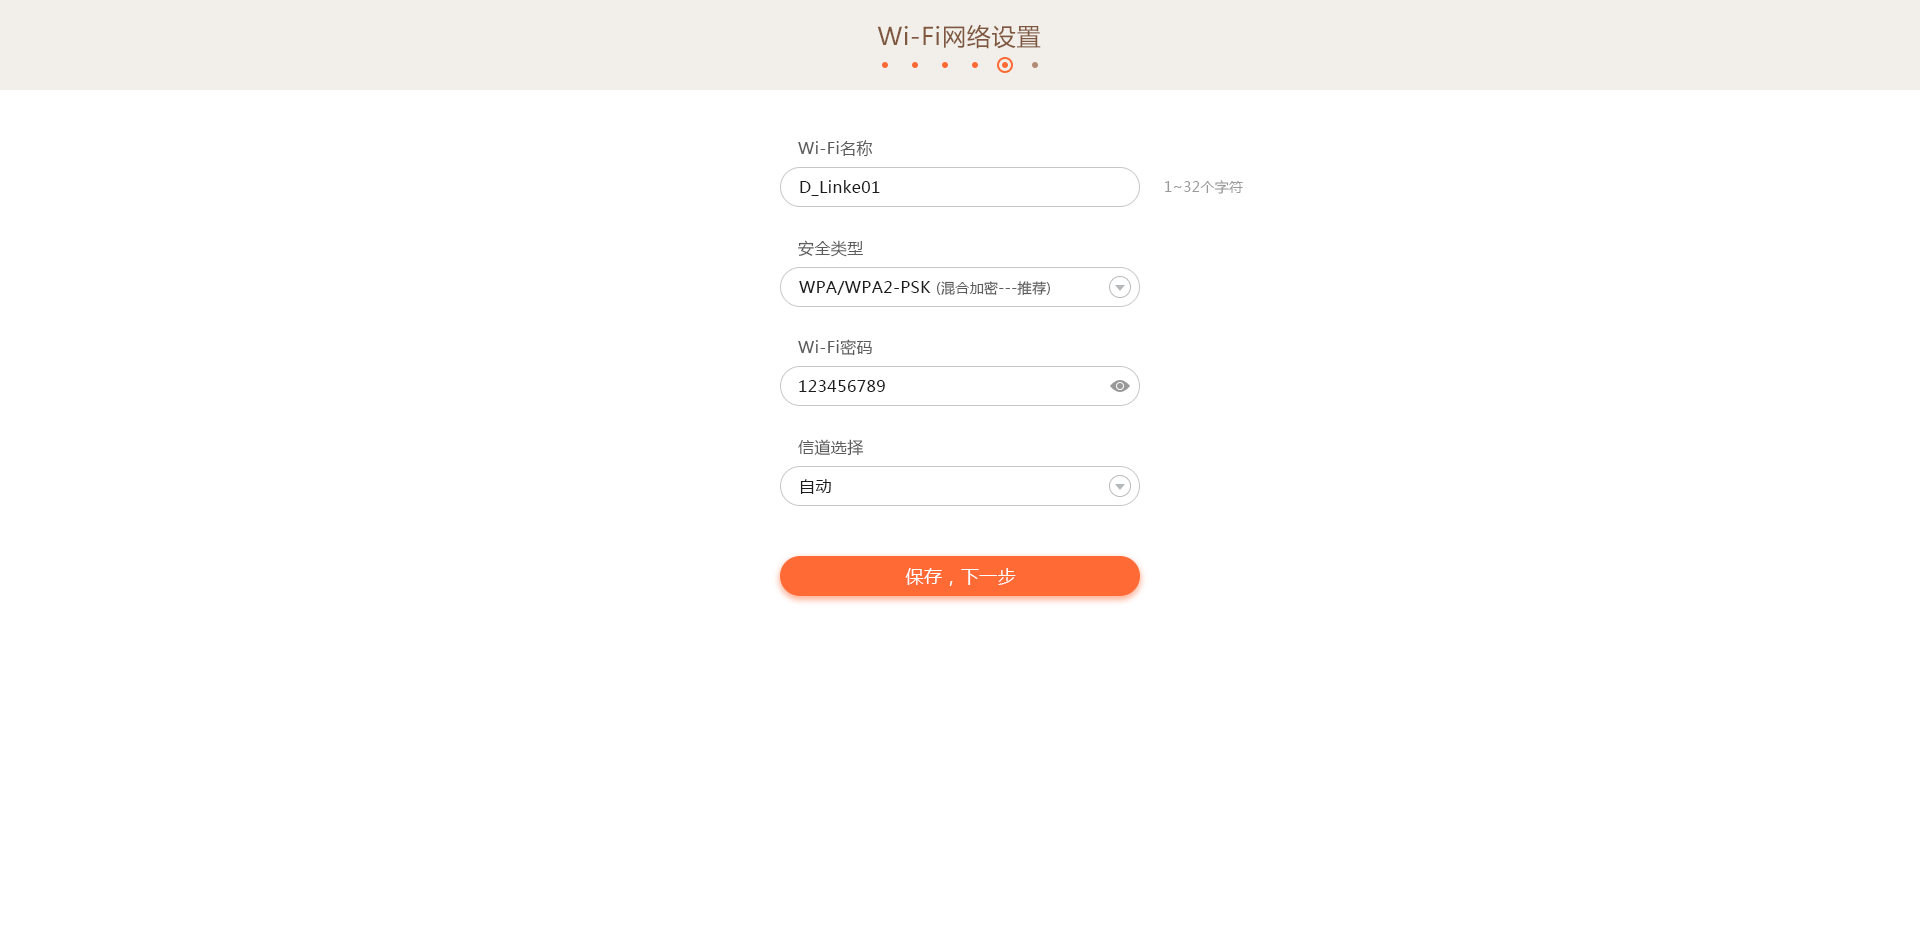 Wi-Fi网络设置
Wi-Fi名称
D_Linke01
1~32个字符
安全类型
WPA/WPA2-PSK (混合加密---推荐)
Wi-Fi密码
123456789
信道选择
自动
保存，下一步